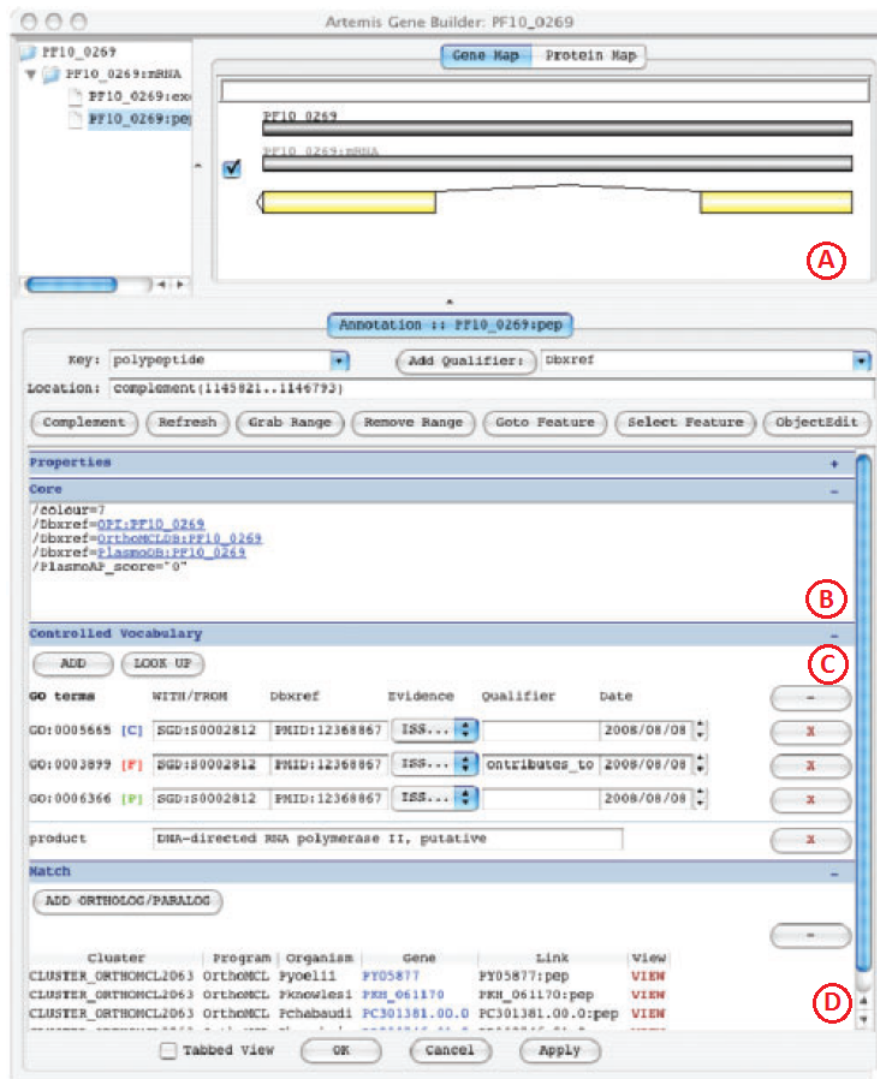 Artemis Gene Builder: PF10_0269
PF10_0269
PF10_0269:mRNA
PF10_0269:exo
PF10_0269:pep
Gene Map Protein Map
PF10_0269
PF10_0269:mRNA
A
Annotation :: PF10_0269:pep
Key: polypeptide Add Qualifier: Dbxref
Location: complement(1145821..1146793)
Complement Refresh Grab Range Remove Range Goto Feature Select Feature ObjectEdit
Properties +
Core -
/colour=7
/Dbxref=OPI:PF10_0269
/Dbxref=OrthoMCLDB:PF10_0269
/Dbxref=PlasmoDB:PF10_0269
/PlasmoAP_score="0"
B
Controlled Vocabulary -
C
ADD LOOK UP
GO terms WITH/FROM Dbxref Evidence Qualifier Date -
GO:0005665 [C] SGD:S0002812 PMID:12368867 ISS... 2008/08/08 X
GO:0003899 [F] SGD:S0002812 PMID:12368867 ISS... ontributes_to 2008/08/08 X
GO:0006366 [P] SGD:S0002812 PMID:12368867 ISS... 2008/08/08 X
product DNA-directed RNA polymerase II, putative X
Match -
ADD ORTHOLOG/PARALOG
-
Cluster Program Organism Gene Link View
CLUSTER_ORTHOMCL2063 OrthoMCL Pyoelii PY05877 PY05877:pep VIEW
CLUSTER_ORTHOMCL2063 OrthoMCL Pknowlesi PKH_061170 PKH_061170:pep VIEW
CLUSTER_ORTHOMCL2063 OrthoMCL Pchabaudi PC301381.00.0 PC301381.00.0:pep VIEW
D
Tabbed View OK Cancel Apply